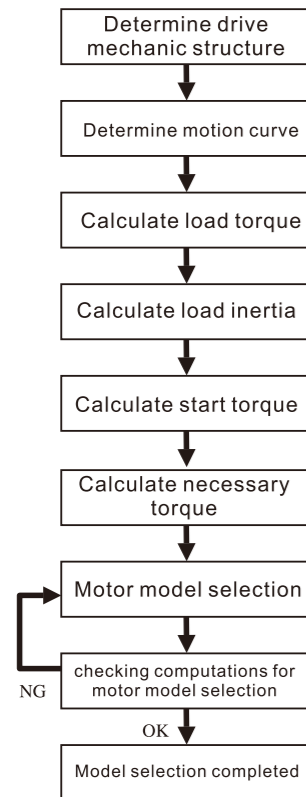 Determine drive
mechanic structure
Determine motion curve
Calculate load torque
Calculate load inertia
Calculate start torque
Calculate necessary
torque
Motor model selection
checking computations for
motor model selection
NG
OK
Model selection completed